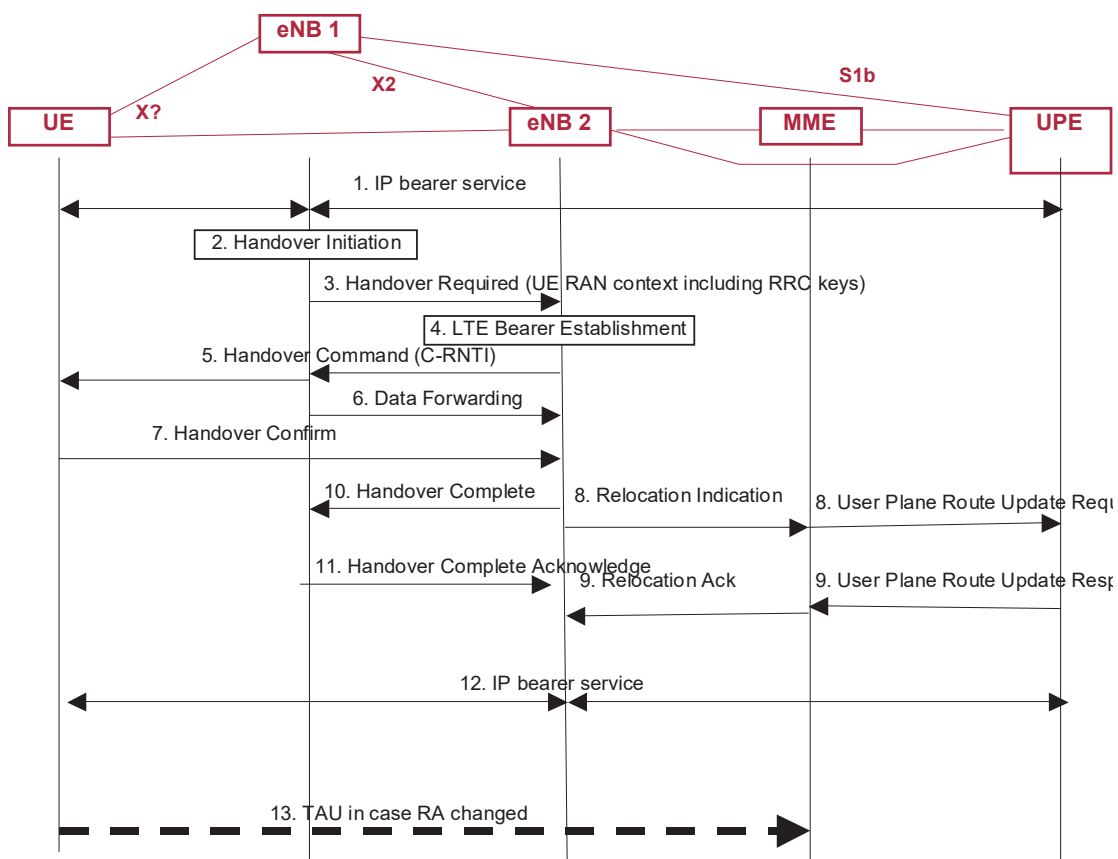 eNB 1
S1b
X2
X?
UE
eNB 2
MME
UPE
1. IP bearer service
2. Handover Initiation
3. Handover Required (UE RAN context including RRC keys)
4. LTE Bearer Establishment
5. Handover Command (C-RNTI)
6. Data Forwarding
7. Handover Confirm
10. Handover Complete
8. Relocation Indication
8. User Plane Route Update Requ
11. Handover Complete Acknowledge
9. Relocation Ack
9. User Plane Route Update Resp
12. IP bearer service
13. TAU in case RA changed